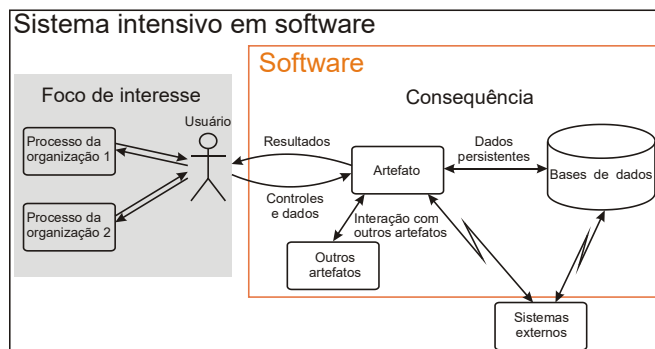 Sistema intensivo em software
Software
Foco de interesse
Consequência
Usuário
Processo da
organização 1
Processo da
organização 2
Resultados
Controles
e dados
Artefato
Dados
persistentes
Bases de dados
Interação com
outros artefatos
Outros
artefatos
Sistemas
externos